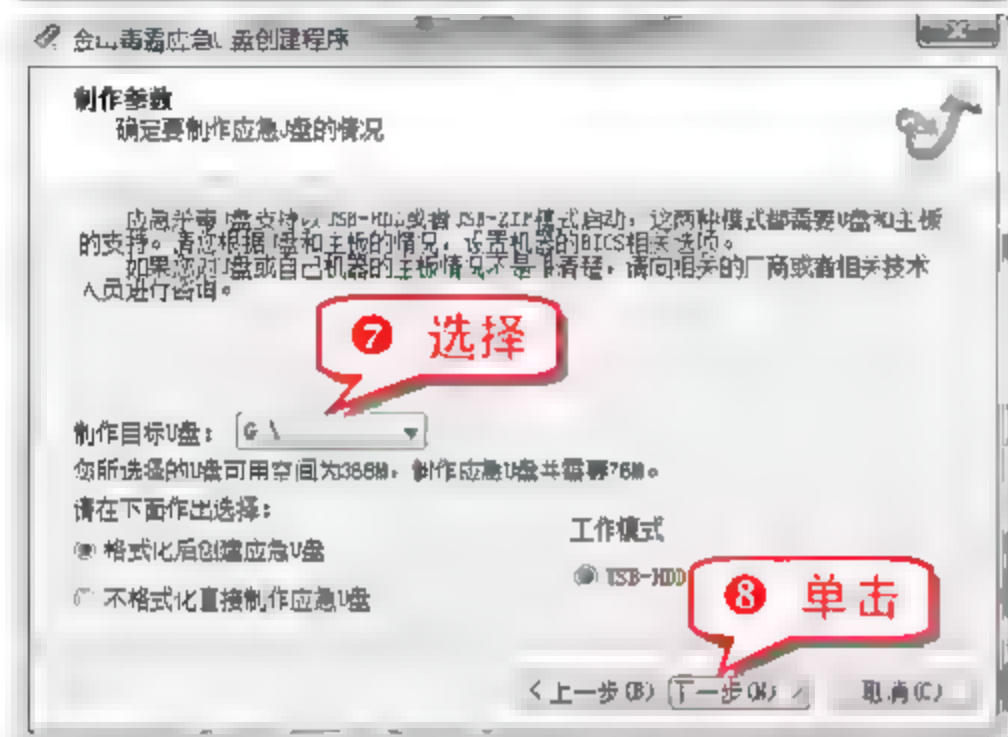 金山毒霸应急U盘创建程序
制作参数
确定要制作应急U盘的情况
应急杀毒U盘支持以USB-HDD或者USB-ZIP模式启动，这两种模式都需要U盘和主板
的支持。请您根据U盘和主板的情况，设置机器的BIOS相关选项。
如果您对U盘或自己机器的主板情况不是很清楚，请向相关的厂商或者相关技术
人员进行咨询。
❼ 选择
制作目标U盘： G:\
您所选择的U盘可用空间为388M，制作应急U盘共需要76M。
请在下面作出选择：
工作模式
格式化后创建应急U盘
USB-HDD
不格式化直接制作应急U盘
❽ 单击
<上一步(B) 下一步(N) > 取消(C)